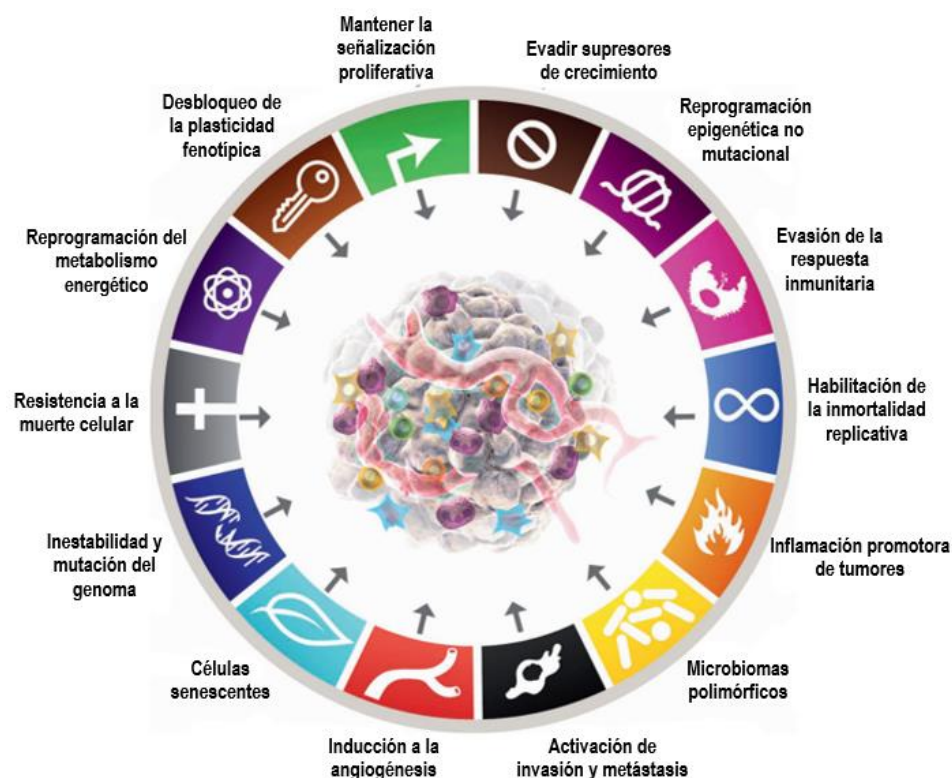 Mantener la
señalización
proliferativa
Evadir supresores
de crecimiento
Reprogramación
epigenética no
mutacional
Evasión de la
respuesta
inmunitaria
Habilitación de
la inmortalidad
replicativa
Inflamación promotora
de tumores
Microbiomas
polimórficos
Activación de
invasión y metástasis
Inducción a la
angiogénesis
Células
senescentes
Inestabilidad y
mutación del
genoma
Resistencia a la
muerte celular
Reprogramación del
metabolismo
energético
Desbloqueo de
la plasticidad
fenotípica